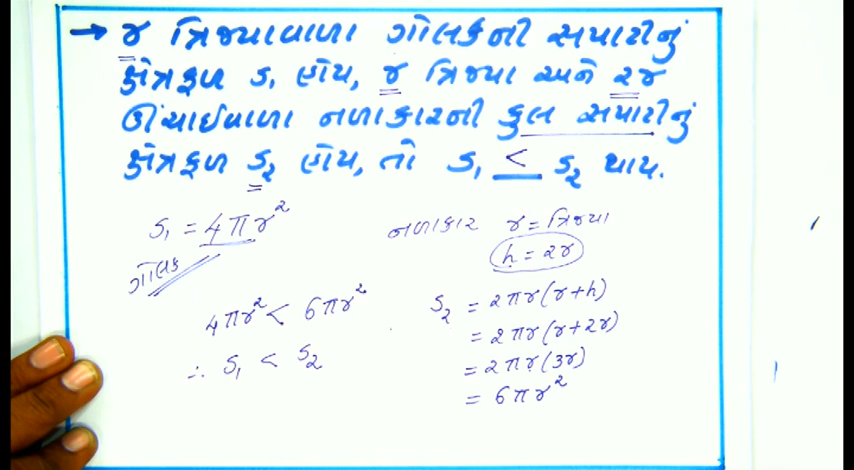 → r ત્રિજ્યાવાળા ગોલકની સપાટીનું
ક્ષેત્રફળ S₁ હોય, r ત્રિજ્યા અને 2r
ઊંચાઈવાળા નળાકારની કુલ સપાટીનું
ક્ષેત્રફળ S₂ હોય, તો S₁ < S₂ થાય.
S₁ = 4πr²
ગોલક
4πr² < 6πr²
∴ S₁ < S₂
નળાકાર r = ત્રિજ્યા
h = 2r
S₂ = 2πr(r+h)
= 2πr(r+2r)
= 2πr(3r)
= 6πr²